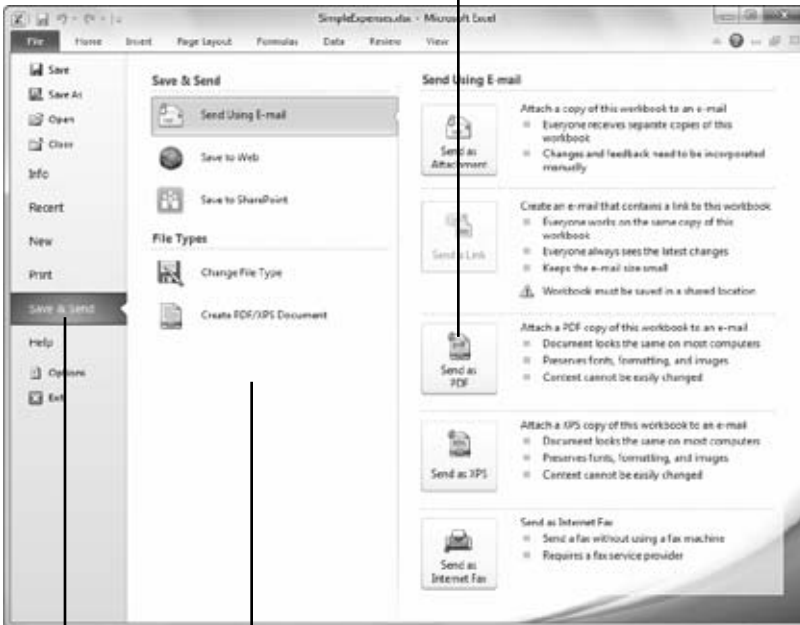 SimpleExpenses.xlsx - Microsoft Excel
File Home Insert Page Layout Formulas Data Review View
Save
Save As
Open
Close
Info
Recent
New
Print
Save & Send
Help
Options
Exit
Save & Send
Send Using E-mail
Save to Web
Save to SharePoint
File Types
Change File Type
Create PDF/XPS Document
Send Using E-mail
Send as
Attachment
Attach a copy of this workbook to an e-mail
Everyone receives separate copies of this
workbook
Changes and feedback need to be incorporated
manually
Send a Link
Create an e-mail that contains a link to this workbook
Everyone works on the same copy of this
workbook
Everyone always sees the latest changes
Keeps the e-mail size small
Workbook must be saved in a shared location
Send as
PDF
Attach a PDF copy of this workbook to an e-mail
Document looks the same on most computers
Preserves fonts, formatting, and images
Content cannot be easily changed
Send as XPS
Attach a XPS copy of this workbook to an e-mail
Document looks the same on most computers
Preserves fonts, formatting, and images
Content cannot be easily changed
Send as
Internet Fax
Send as Internet Fax
Send a fax without using a fax machine
Requires a fax service provider